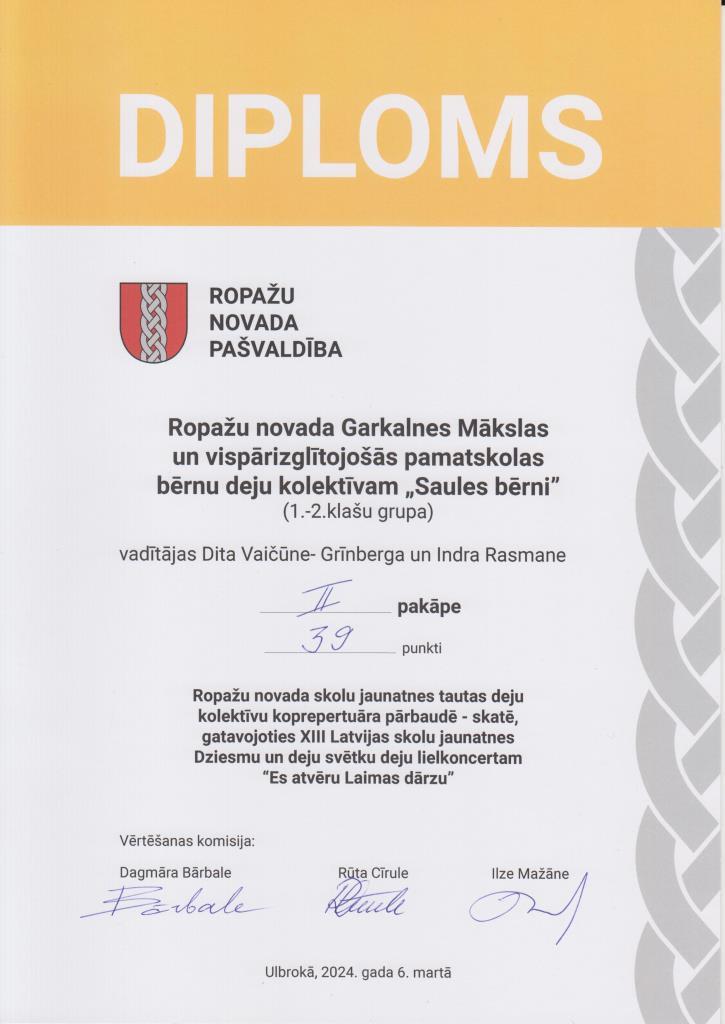 DIPLOMS
ROPAŽU
NOVADA
PAŠVALDĪBA
Ropažu novada Garkalnes Mākslas
un vispārizglītojošās pamatskolas
bērnu deju kolektīvam „Saules bērni”
(1.-2.klašu grupa)
vadītājas Dita Vaičūne- Grīnberga un Indra Rasmane
II pakāpe
39 punkti
Ropažu novada skolu jaunatnes tautas deju
kolektīvu koprepertuāra pārbaudē - skatē,
gatavojoties XIII Latvijas skolu jaunatnes
Dziesmu un deju svētku deju lielkoncertam
“Es atvēru Laimas dārzu”
Vērtēšanas komisija:
Dagmāra Bārbale Rūta Cīrule Ilze Mažāne
Bārbale
Ulbrokā, 2024. gada 6. martā